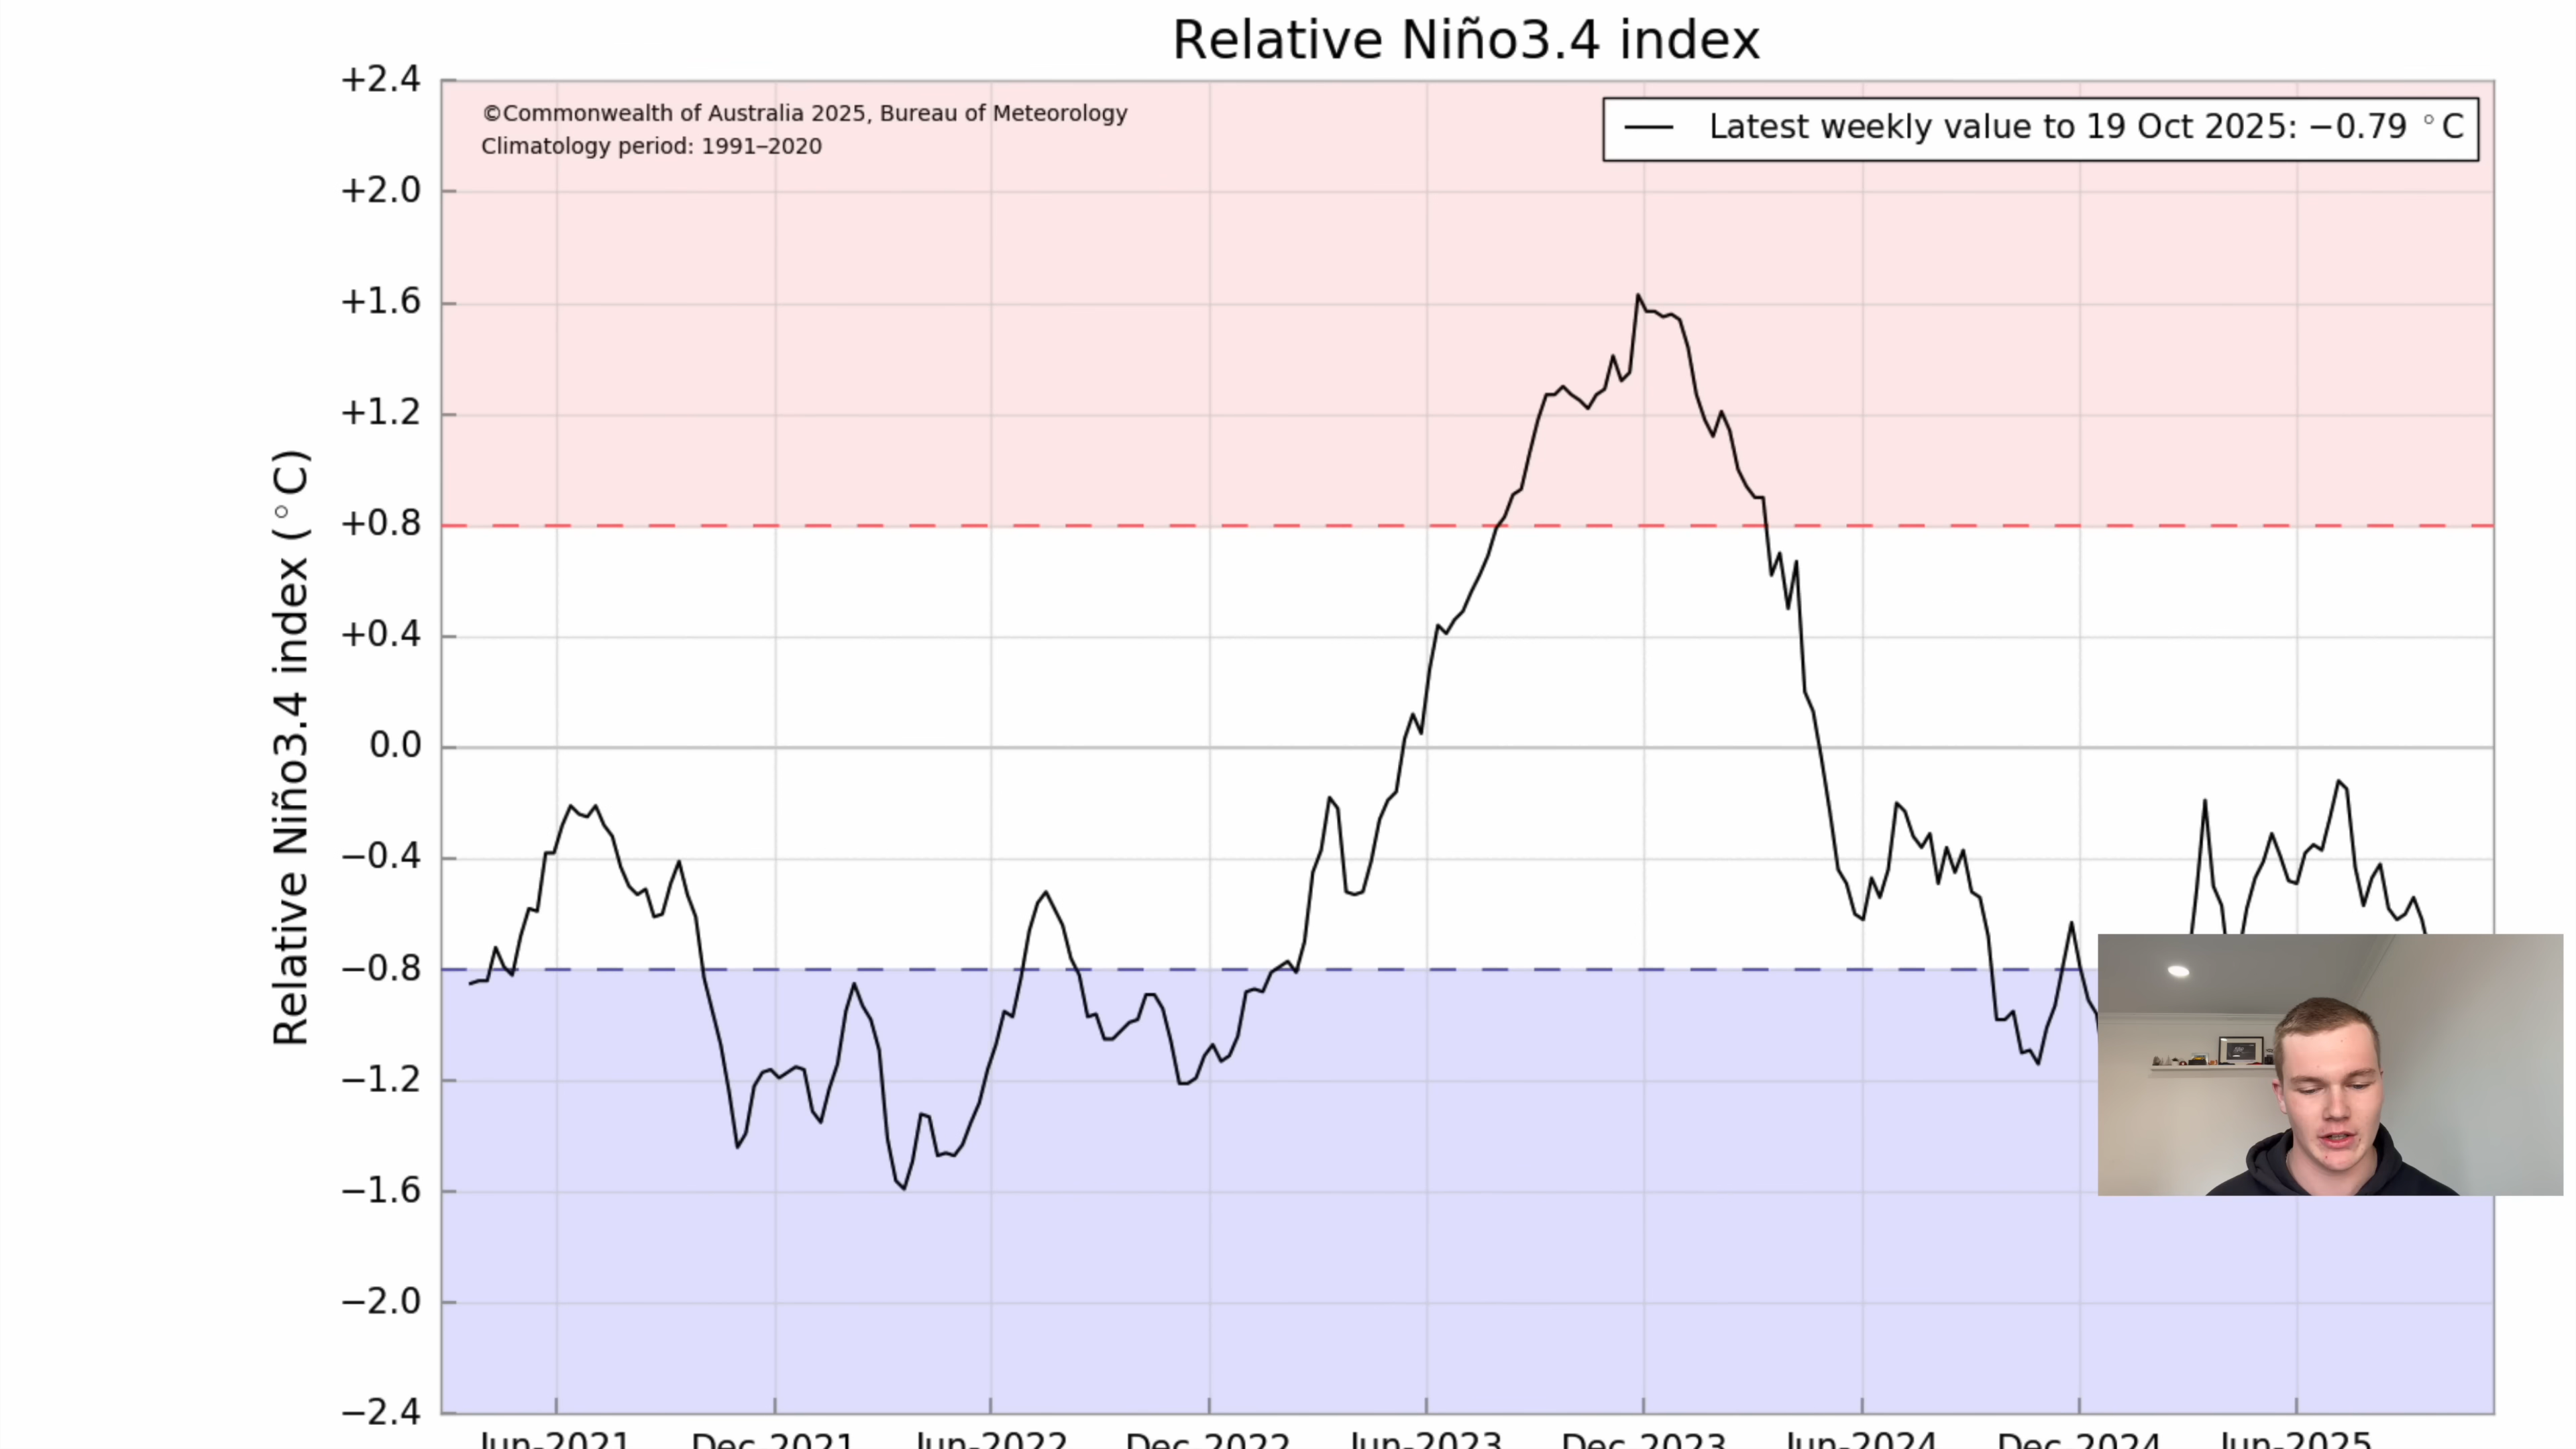 Relative Niño3.4 index
+2.4
©Commonwealth of Australia 2025, Bureau of Meteorology
Climatology period: 1991–2020
Latest weekly value to 19 Oct 2025: −0.79 °C
+2.0
+1.6
+1.2
+0.8
+0.4
0.0
−0.4
−0.8
−1.2
−1.6
−2.0
−2.4
Relative Niño3.4 index (°C)
Jun-2021 Dec-2021 Jun-2022 Dec-2022 Jun-2023 Dec-2023 Jun-2024 Dec-2024 Jun-2025